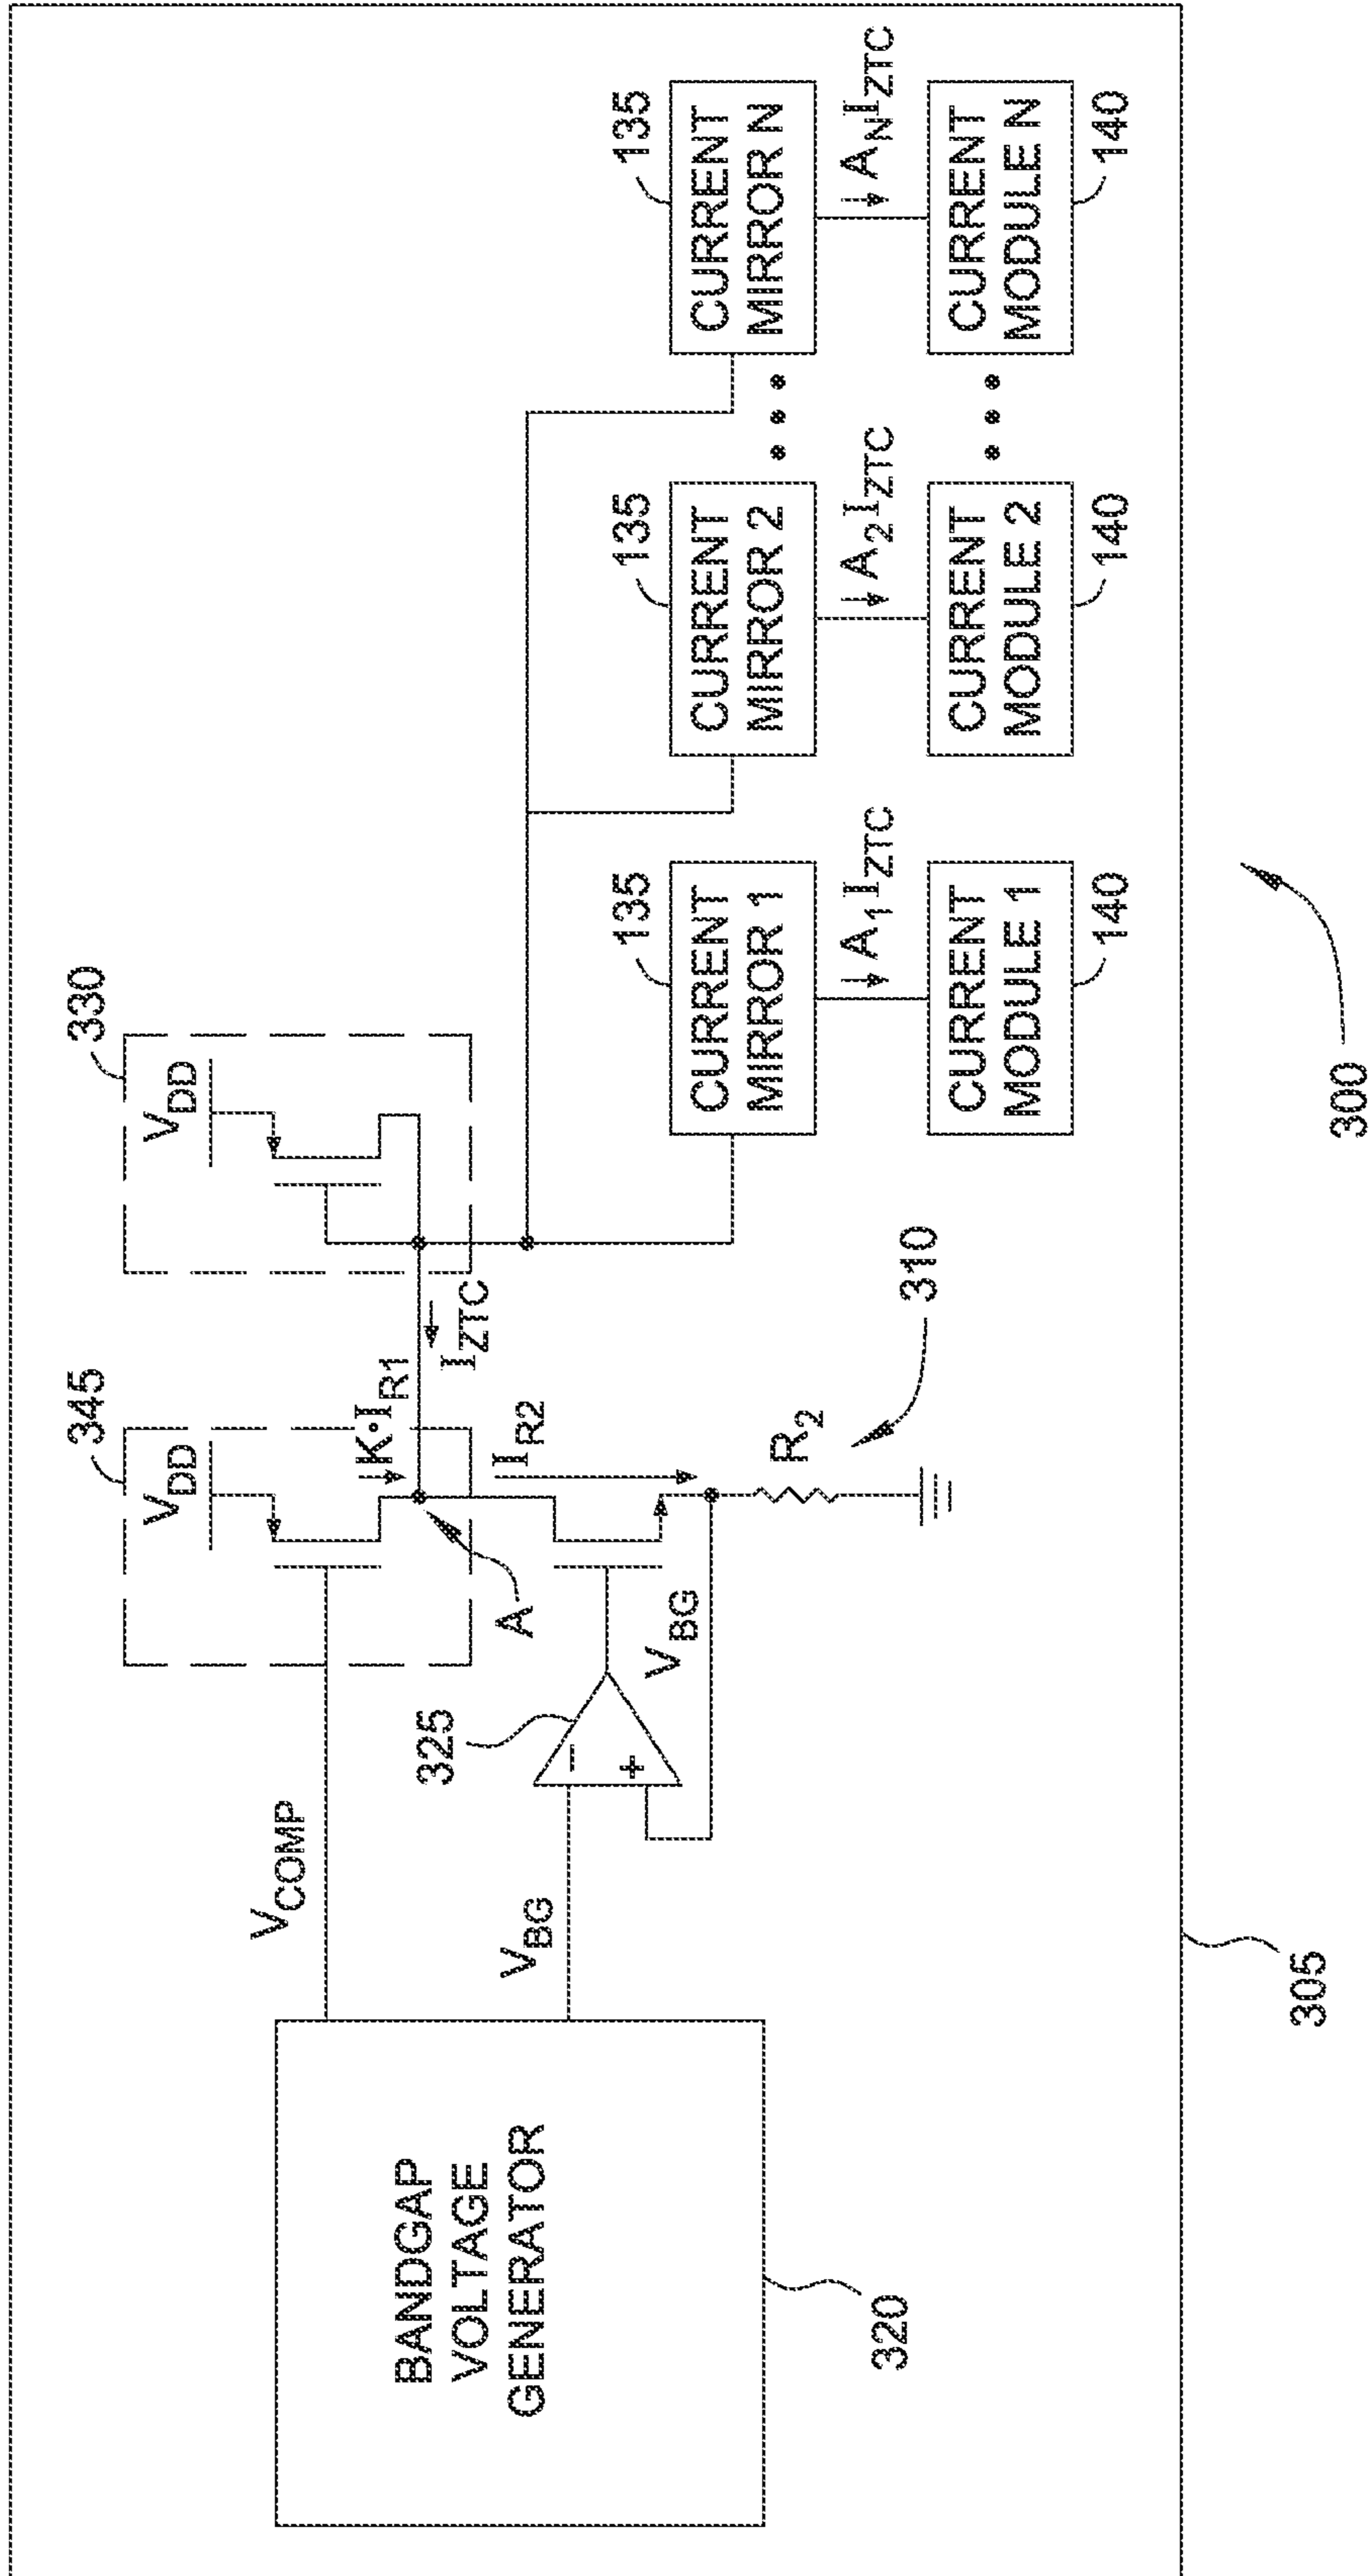 BANDGAP
VOLTAGE
GENERATOR
320
V_COMP
V_BG
325
−
+
V_BG
345
V_DD
K·I_R1
A
I_R2
R_2
310
I_ZTC
330
V_DD
135
CURRENT
MIRROR 1
A_1 I_ZTC
CURRENT
MODULE 1
140
135
CURRENT
MIRROR 2
A_2 I_ZTC
CURRENT
MODULE 2
140
135
CURRENT
MIRROR N
A_N I_ZTC
CURRENT
MODULE N
140
305
300